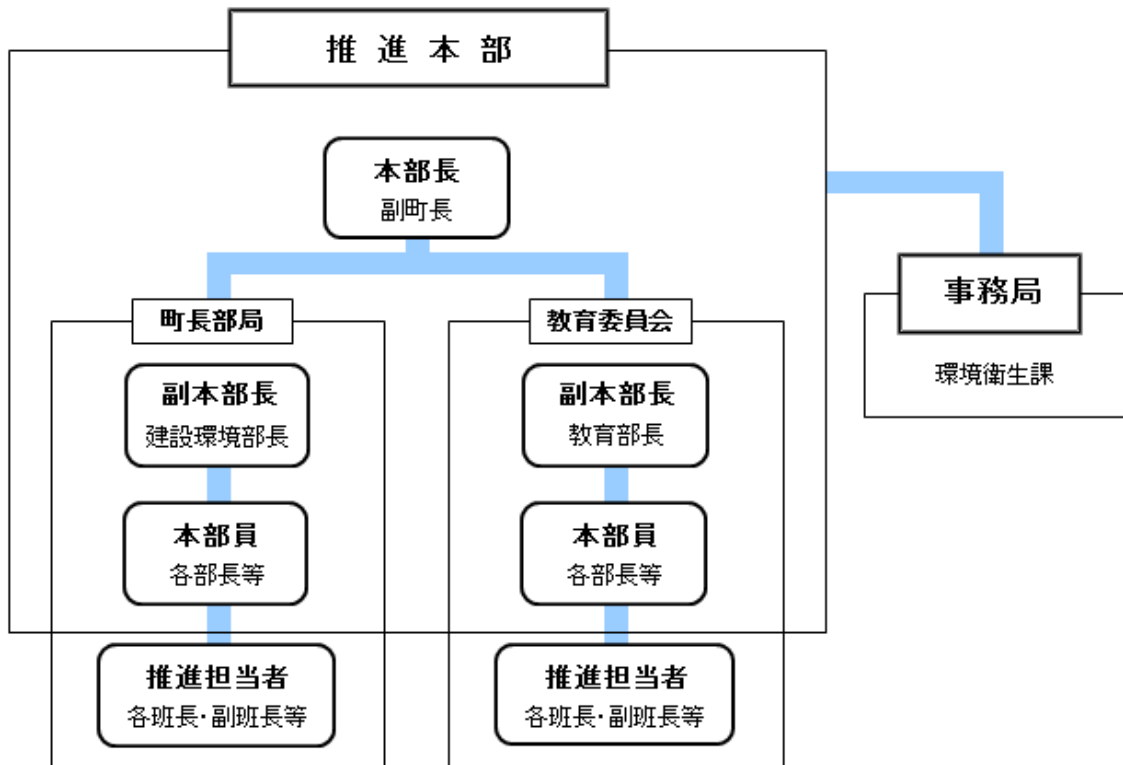 推進本部
本部長
副町長
事務局
環境衛生課
町長部局
副本部長
建設環境部長
本部員
各部長等
推進担当者
各班長・副班長等
教育委員会
副本部長
教育部長
本部員
各部長等
推進担当者
各班長・副班長等